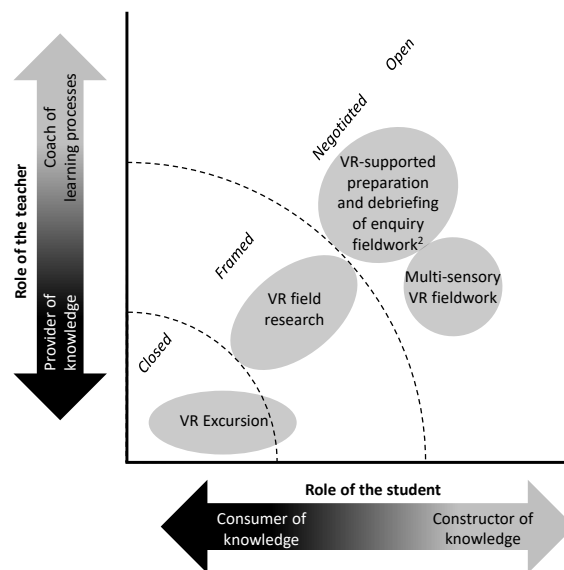 Role of the teacher
Coach of
learning processes
Provider of
knowledge
Open
Negotiated
VR-supported
preparation
and debriefing
of enquiry
fieldwork²
Multi-sensory
VR fieldwork
Framed
VR field
research
Closed
VR Excursion
Role of the student
Consumer of
knowledge
Constructor of
knowledge